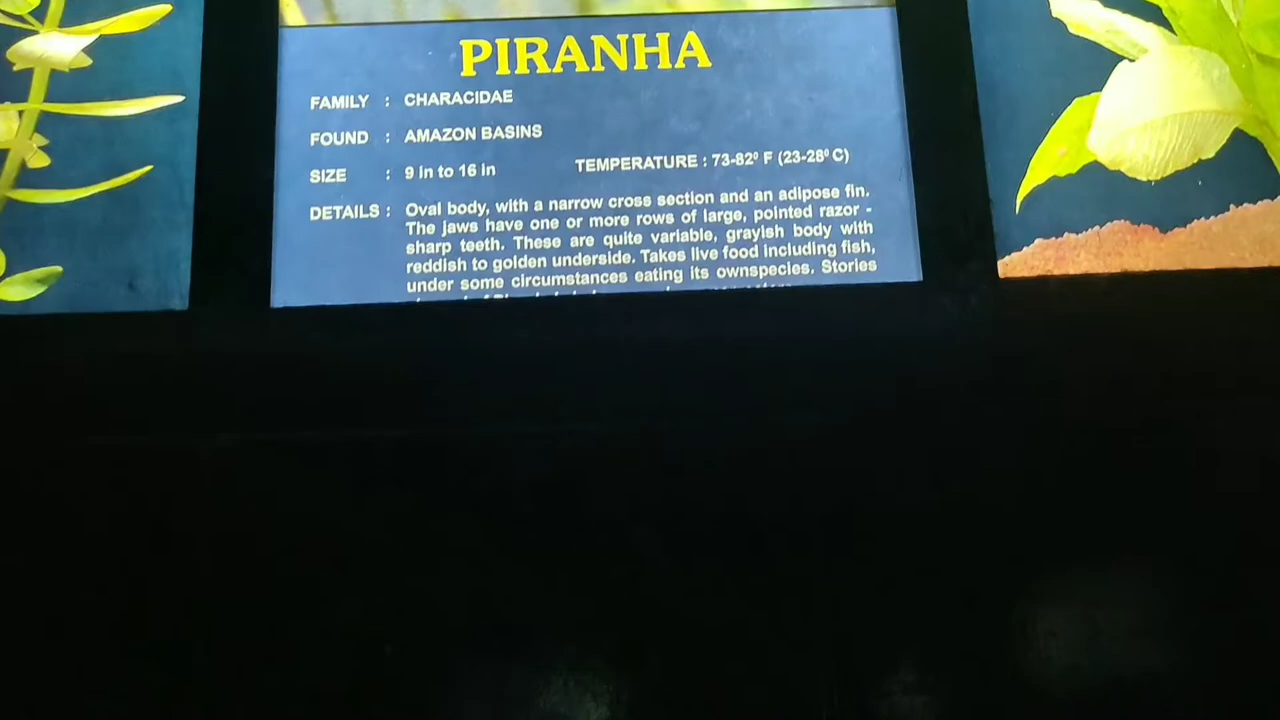 PIRANHA
FAMILY : CHARACIDAE
FOUND : AMAZON BASINS
SIZE : 9 in to 16 in TEMPERATURE : 73-82º F (23-28º C)
DETAILS : Oval body, with a narrow cross section and an adipose fin.
The jaws have one or more rows of large, pointed razor -
sharp teeth. These are quite variable, grayish body with
reddish to golden underside. Takes live food including fish,
under some circumstances eating its ownspecies. Stories